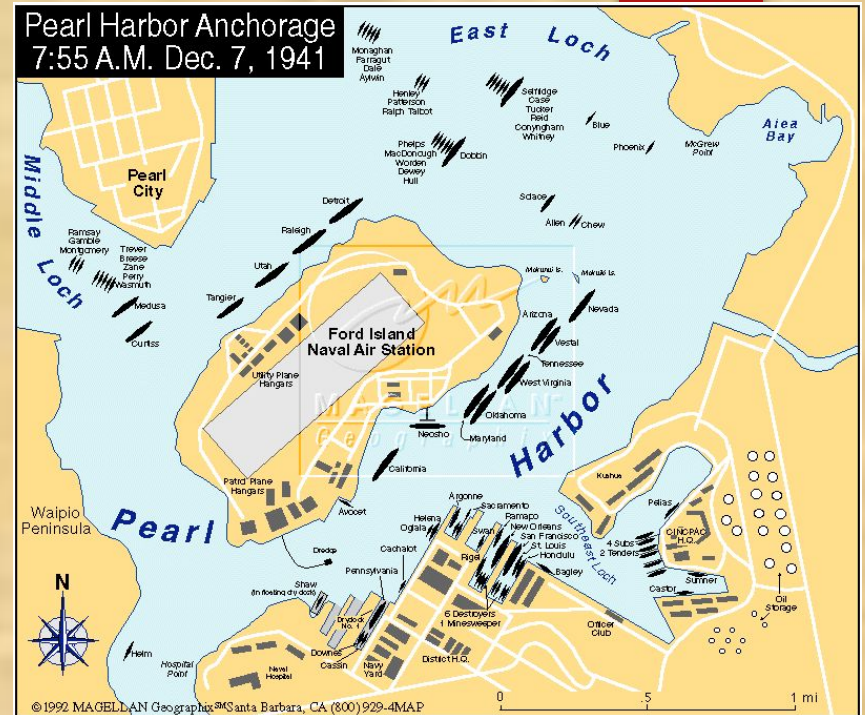 Pearl Harbor Anchorage
7:55 A.M. Dec. 7, 1941
East Loch
Monaghan
Farragut
Dale
Aylwin
Henley
Patterson
Ralph Talbot
Selfridge
Case
Tucker
Reid
Conyngham
Whitney
Blue
Phoenix
McGrew
Point
Aiea
Bay
Phelps
MacDonough
Worden
Dewey
Hull
Dobbin
Pearl
City
Middle
Loch
Solace
Allen
Chew
Detroit
Raleigh
Utah
Tangier
Ramsay
Gamble
Montgomery
Trever
Breese
Zane
Perry
Wasmuth
Medusa
Curtiss
Ford Island
Naval Air Station
Utility Plane
Hangars
Nevada
Arizona
Vestal
Tennessee
West Virginia
Oklahoma
Maryland
Neosho
California
MAGELLAN
Geographix
Patrol Plane
Hangars
Avocet
Waipio
Peninsula
Pearl
Harbor
Dredge
Argonne
Sacramento
Helena
Oglala
Swan
Ramapo
New Orleans
San Francisco
St. Louis
Honolulu
Rigel
Bagley
Cachalot
Pennsylvania
Shaw
(in floating dry dock)
Drydock
No. 1
Downes
Cassin
Navy
Yard
6 Destroyers
1 Minesweeper
District H.Q.
Naval
Hospital
Southeast Loch
Kuahua
Pelias
CINCPAC
H.Q.
4 Subs
2 Tenders
Sumner
Castor
Oil
Storage
Officer
Club
N
Helm
Hospital
Point
0 .5 1 mi
©1992 MAGELLAN Geographix℠Santa Barbara, CA (800) 929-4MAP